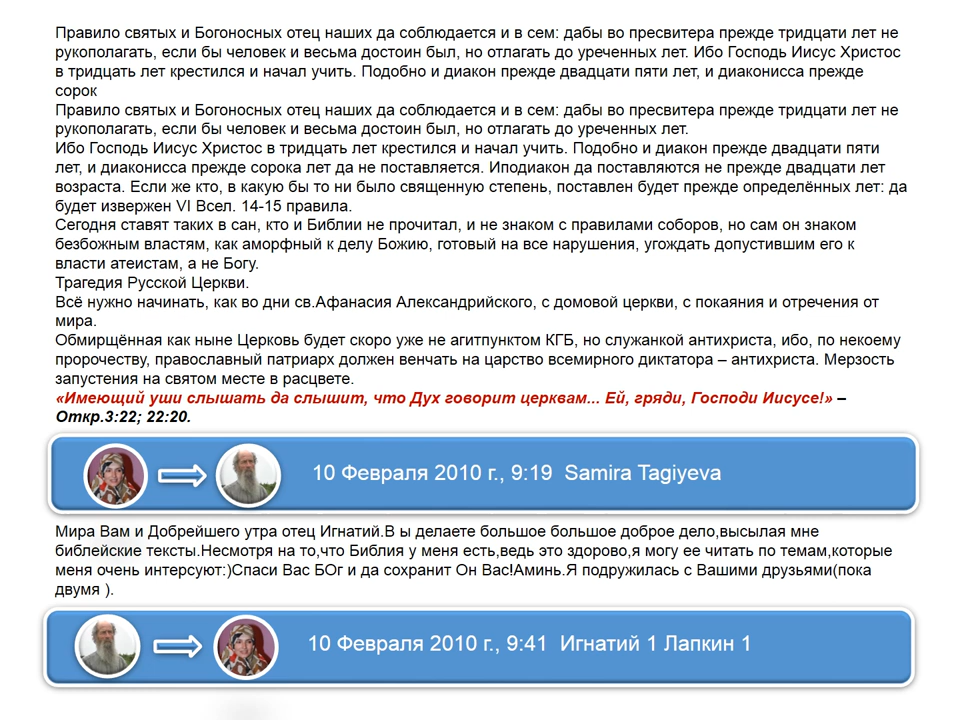 Правило святых и Богоносных отец наших да соблюдается и в сем: дабы во пресвитера прежде тридцати лет не
рукополагать, если бы человек и весьма достоин был, но отлагать до уреченных лет. Ибо Господь Иисус Христос
в тридцать лет крестился и начал учить. Подобно и диакон прежде двадцати пяти лет, и диаконисса прежде
сорок
Правило святых и Богоносных отец наших да соблюдается и в сем: дабы во пресвитера прежде тридцати лет не
рукополагать, если бы человек и весьма достоин был, но отлагать до уреченных лет.
Ибо Господь Иисус Христос в тридцать лет крестился и начал учить. Подобно и диакон прежде двадцати пяти
лет, и диаконисса прежде сорока лет да не поставляется. Иподиакон да поставляются не прежде двадцати лет
возраста. Если же кто, в какую бы то ни было священную степень, поставлен будет прежде определённых лет: да
будет извержен VI Всел. 14-15 правила.
Сегодня ставят таких в сан, кто и Библии не прочитал, и не знаком с правилами соборов, но сам он знаком
безбожным властям, как аморфный к делу Божию, готовый на все нарушения, угождать допустившим его к
власти атеистам, а не Богу.
Трагедия Русской Церкви.
Всё нужно начинать, как во дни св.Афанасия Александрийского, с домовой церкви, с покаяния и отречения от
мира.
Обмирщённая как ныне Церковь будет скоро уже не агитпунктом КГБ, но служанкой антихриста, ибо, по некоему
пророчеству, православный патриарх должен венчать на царство всемирного диктатора – антихриста. Мерзость
запустения на святом месте в расцвете.
«Имеющий уши слышать да слышит, что Дух говорит церквам... Ей, гряди, Господи Иисусе!» –
Откр.3:22; 22:20.
10 Февраля 2010 г., 9:19 Samira Tagiyeva
Мира Вам и Добрейшего утра отец Игнатий.В ы делаете большое большое доброе дело,высылая мне
библейские тексты.Несмотря на то,что Библия у меня есть,ведь это здорово,я могу ее читать по темам,которые
меня очень интерсуют:)Спаси Вас БОг и да сохранит Он Вас!Аминь.Я подружилась с Вашими друзьями(пока
двумя ).
10 Февраля 2010 г., 9:41 Игнатий 1 Лапкин 1